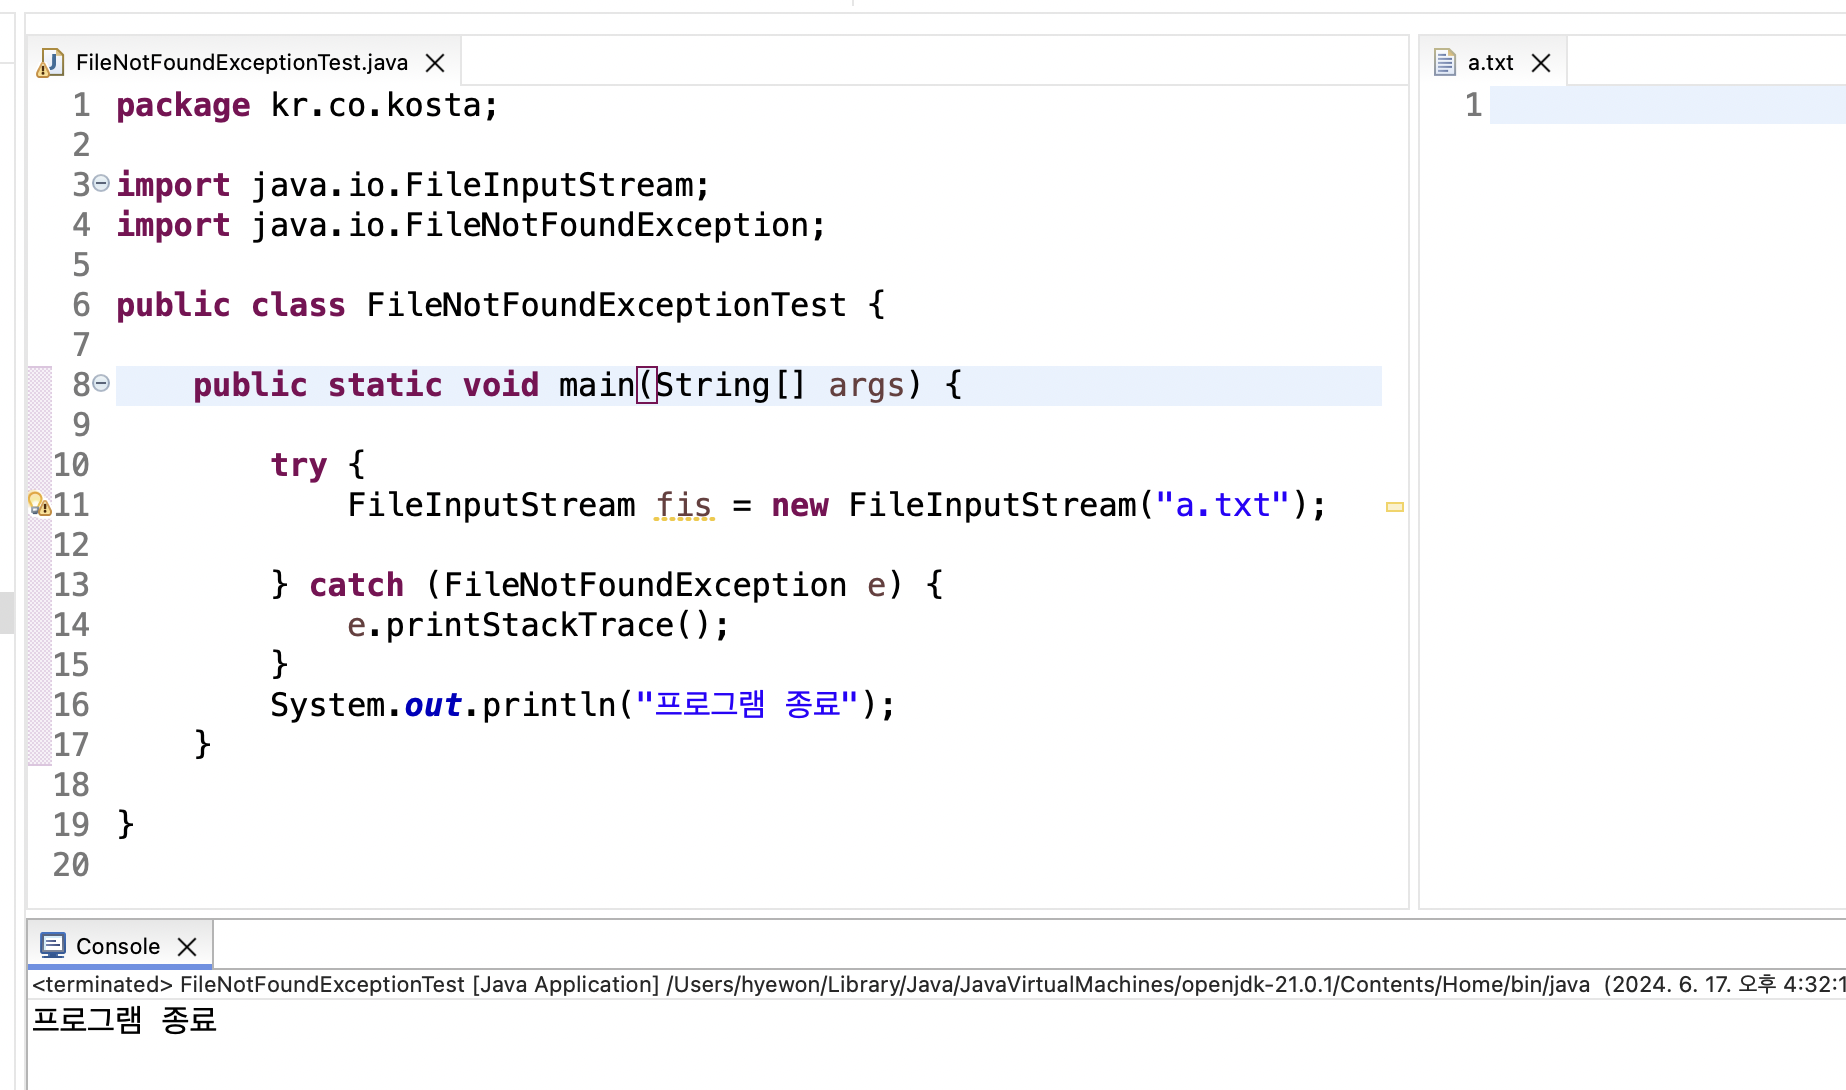 FileNotFoundExceptionTest.java
1 package kr.co.kosta;
2
3 import java.io.FileInputStream;
4 import java.io.FileNotFoundException;
5
6 public class FileNotFoundExceptionTest {
7
8     public static void main(String[] args) {
9
10         try {
11             FileInputStream fis = new FileInputStream("a.txt");
12
13         } catch (FileNotFoundException e) {
14             e.printStackTrace();
15         }
16         System.out.println("프로그램 종료");
17     }
18
19 }
20
a.txt
1
Console
<terminated> FileNotFoundExceptionTest [Java Application] /Users/hyewon/Library/Java/JavaVirtualMachines/openjdk-21.0.1/Contents/Home/bin/java (2024. 6. 17. 오후 4:32:1
프로그램 종료